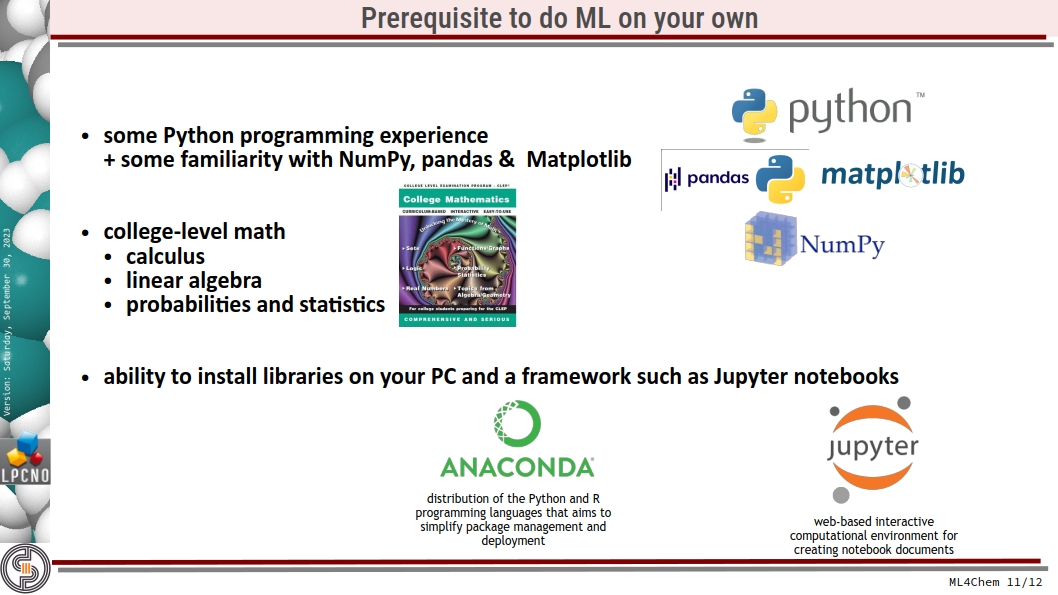 Prerequisite to do ML on your own
• some Python programming experience
+ some familiarity with NumPy, pandas & Matplotlib
python™
pandas
matplotlib
NumPy
• college-level math
• calculus
• linear algebra
• probabilities and statistics
COLLEGE LEVEL EXAMINATION PROGRAM - CLEP*
College Mathematics
CURRICULUM-BASED INTERACTIVE EASY-TO-USE
Unlocking the Mystery of
Sets
Functions/Graphs
Logic
Probability
Statistics
Real Numbers
Topics from
Algebra/Geometry
For college students preparing for the CLEP
COMPREHENSIVE AND SERIOUS
• ability to install libraries on your PC and a framework such as Jupyter notebooks
ANACONDA
distribution of the Python and R
programming languages that aims to
simplify package management and
deployment
jupyter
web-based interactive
computational environment for
creating notebook documents
Version: Saturday, September 30, 2023
LPCNO
ML4Chem 11/12